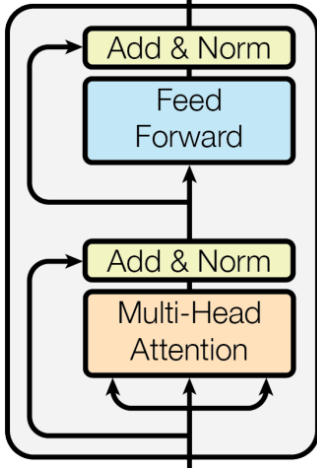 Add & Norm
Feed
Forward
Add & Norm
Multi-Head
Attention